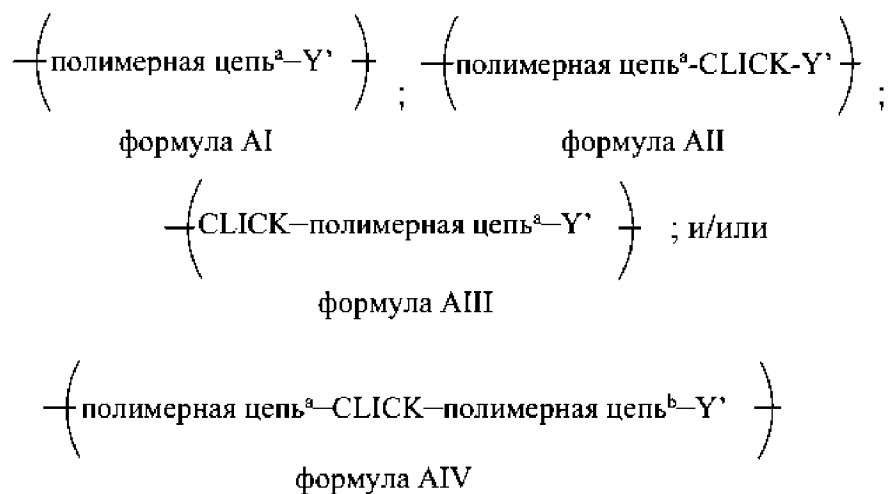 (полимерная цепьᵃ–Y’) ; (полимерная цепьᵃ-CLICK-Y’) ;
формула AI формула AII
(CLICK–полимерная цепьᵃ–Y’) ; и/или
формула AIII
(полимерная цепьᵃ–CLICK–полимерная цепьᵇ–Y’)
формула AIV